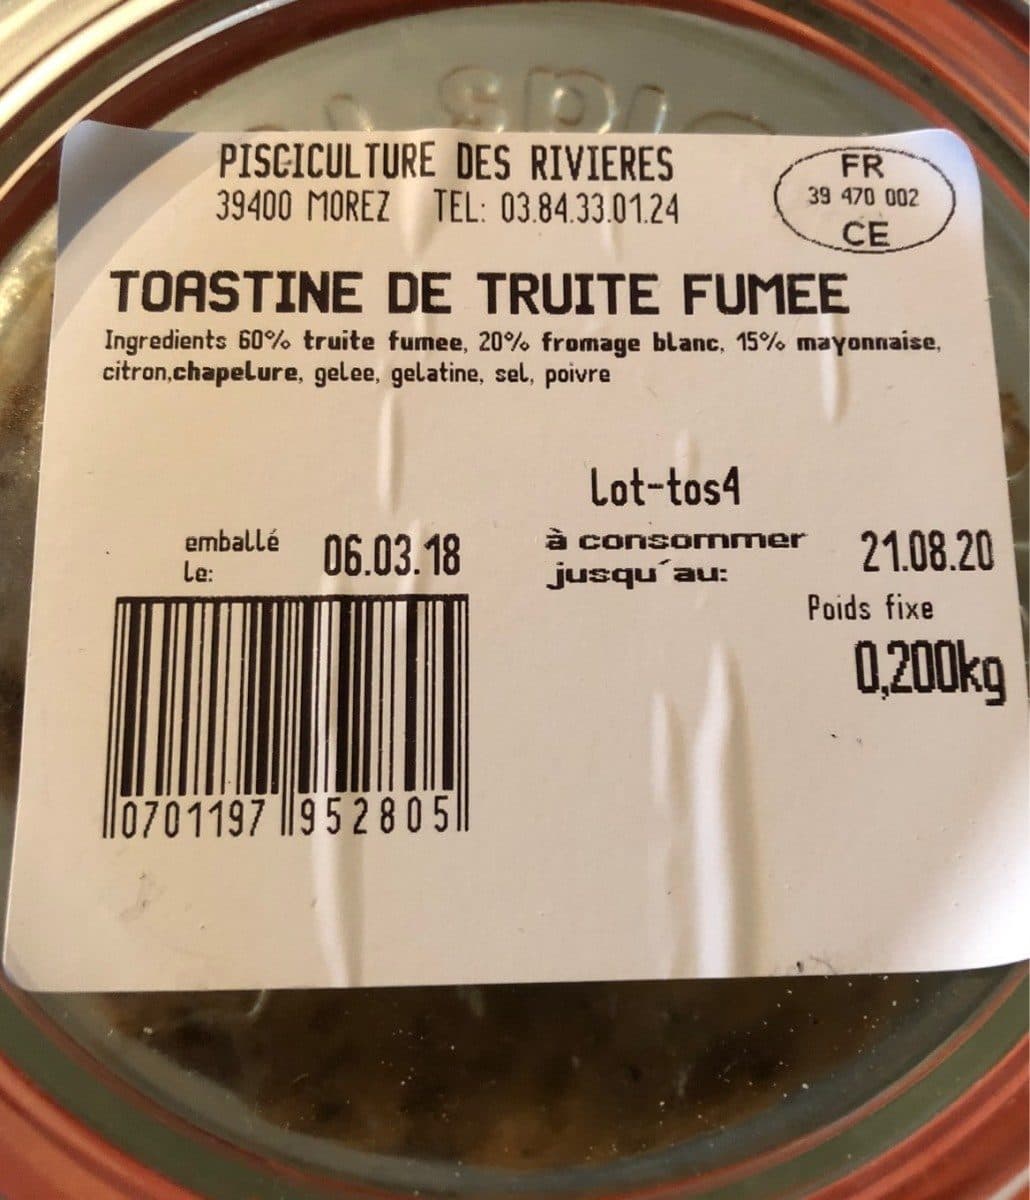 PISCICULTURE DES RIVIERES
39400 MOREZ TEL: 03.84.33.01.24
FR
39 470 002
CE
TOASTINE DE TRUITE FUMEE
Ingredients 60% truite fumee, 20% fromage blanc, 15% mayonnaise,
citron,chapelure, gelee, gelatine, sel, poivre
Lot-tos4
emballé
le:
06.03.18
à consommer
jusqu´au:
21.08.20
Poids fixe
0,200kg
0701197 952805